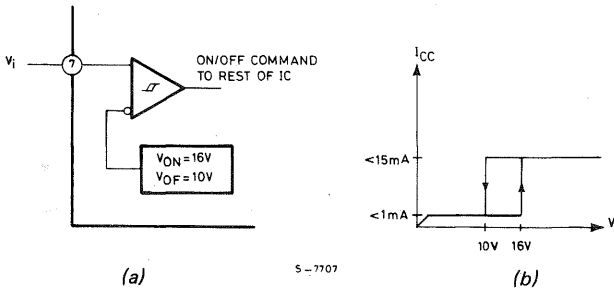 Vi
7
ON/OFF COMMAND
TO REST OF IC
VON = 16V
VOF = 10V
(a)
S-7707
ICC
<15mA
<1mA
10V 16V
V
(b)